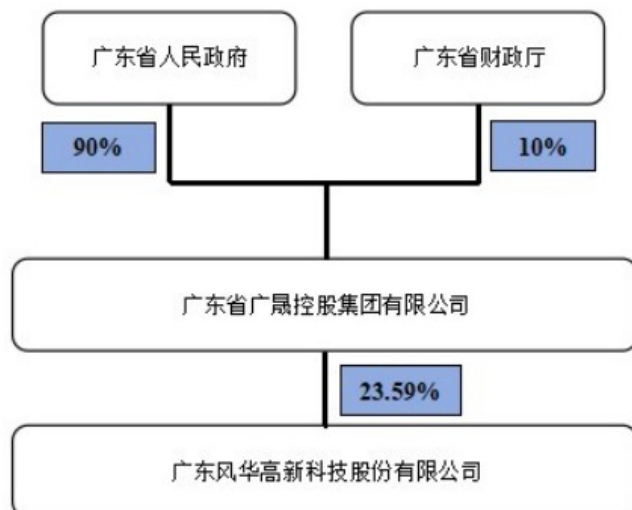 广东省人民政府
广东省财政厅
90%
10%
广东省广晟控股集团有限公司
23.59%
广东风华高新科技股份有限公司